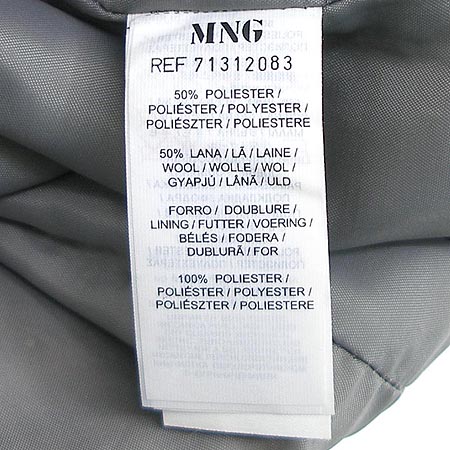 MNG
REF 71312083
50% POLIESTER /
POLIÉSTER / POLYESTER /
POLIÉSZTER / POLIESTERE
50% LANA / LÃ / LAINE /
WOOL / WOLLE / WOL /
GYAPJÚ / LÂNĂ / ULD
FORRO / DOUBLURE /
LINING / FUTTER / VOERING /
BÉLÉS / FODERA /
DUBLURĂ / FOR
100% POLIESTER /
POLIÉSTER / POLYESTER /
POLIÉSZTER / POLIESTERE